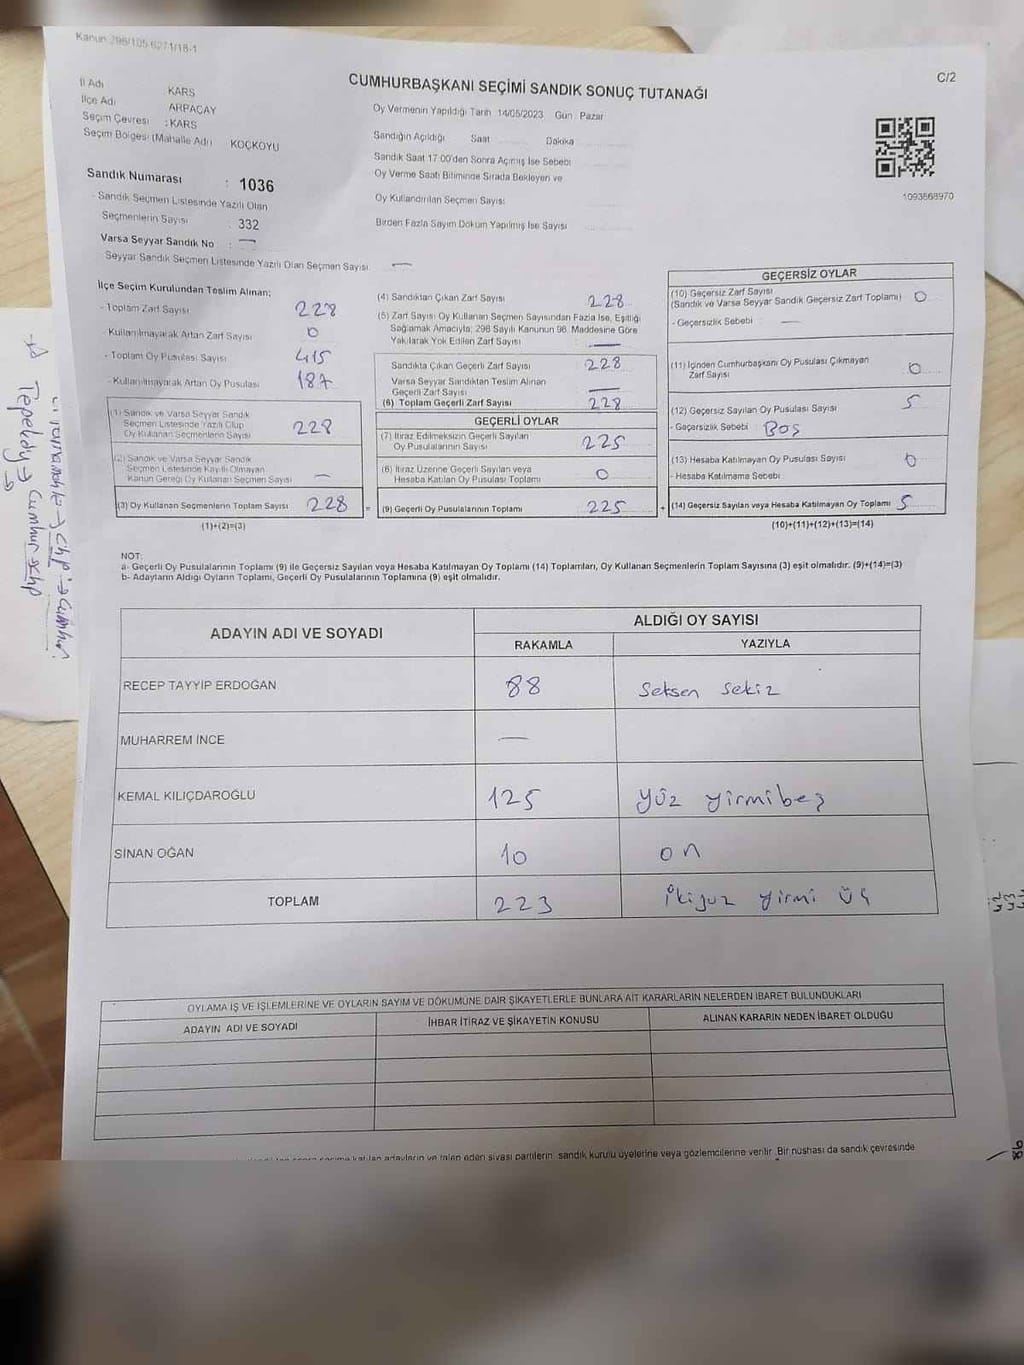 Kanun 298/105 6271/18-1
C/2
CUMHURBAŞKANI SEÇİMİ SANDIK SONUÇ TUTANAĞI
İl Adı KARS
İlçe Adı ARPAÇAY
Seçim Çevresi : KARS
Seçim Bölgesi (Mahalle Adı) KOÇKOYU
Sandık Numarası : 1036
- Sandık Seçmen Listesinde Yazılı Olan
Seçmenlerin Sayısı : 332
Varsa Seyyar Sandık No : —
Seyyar Sandık Seçmen Listesinde Yazılı Olan Seçmen Sayısı —
Oy Vermenin Yapıldığı Tarih 14/05/2023 Gün Pazar
Sandığın Açıldığı Saat Dakika
Sandık Saat 17:00'den Sonra Açılmış İse Sebebi
Oy Verme Saati Bitiminde Sırada Bekleyen ve
Oy Kullandırılan Seçmen Sayısı
Birden Fazla Sayım Döküm Yapılmış İse Sayısı
1093868970
İlçe Seçim Kurulundan Teslim Alınan;
- Toplam Zarf Sayısı 228
- Kullanılmayarak Artan Zarf Sayısı 0
- Toplam Oy Pusulası Sayısı 415
- Kullanılmayarak Artan Oy Pusulası 187
(1) Sandık ve Varsa Seyyar Sandık
Seçmen Listesinde Yazılı Olup
Oy Kullanan Seçmenlerin Sayısı 228
(2) Sandık ve Varsa Seyyar Sandık
Seçmen Listesinde Kayıtlı Olmayan
Kanun Gereği Oy Kullanan Seçmen Sayısı —
(3) Oy Kullanan Seçmenlerin Toplam Sayısı 228
(1)+(2)=(3)
(4) Sandıktan Çıkan Zarf Sayısı 228
(5) Zarf Sayısı Oy Kullanan Seçmen Sayısından Fazla İse, Eşitliği
Sağlamak Amacıyla; 298 Sayılı Kanunun 98. Maddesine Göre
Yakılarak Yok Edilen Zarf Sayısı —
Sandıkta Çıkan Geçerli Zarf Sayısı 228
Varsa Seyyar Sandıktan Teslim Alınan
Geçerli Zarf Sayısı —
(6) Toplam Geçerli Zarf Sayısı 228
GEÇERLİ OYLAR
(7) İtiraz Edilmeksizin Geçerli Sayılan
Oy Pusulalarının Sayısı 225
(8) İtiraz Üzerine Geçerli Sayılan veya
Hesaba Katılan Oy Pusulası Toplamı 0
= (9) Geçerli Oy Pusulalarının Toplamı 225
GEÇERSİZ OYLAR
(10) Geçersiz Zarf Sayısı
(Sandık ve Varsa Seyyar Sandık Geçersiz Zarf Toplamı) 0
- Geçersizlik Sebebi : —
(11) İçinden Cumhurbaşkanı Oy Pusulası Çıkmayan
Zarf Sayısı 0
(12) Geçersiz Sayılan Oy Pusulası Sayısı 5
- Geçersizlik Sebebi : Boş
(13) Hesaba Katılmayan Oy Pusulası Sayısı 0
- Hesaba Katılmama Sebebi
+ (14) Geçersiz Sayılan veya Hesaba Katılmayan Oy Toplamı 5
(10)+(11)+(12)+(13)=(14)
NOT:
a- Geçerli Oy Pusulasının Toplamı (9) ile Geçersiz Sayılan veya Hesaba Katılmayan Oy Toplamı (14) Toplamları, Oy Kullanan Seçmenlerin Toplam Sayısına (3) eşit olmalıdır. (9)+(14)=(3)
b- Adayların Aldığı Oyların Toplamı, Geçerli Oy Pusulalarının Toplamına (9) eşit olmalıdır.
ADAYIN ADI VE SOYADI
ALDIĞI OY SAYISI
RAKAMLA YAZIYLA
RECEP TAYYİP ERDOĞAN 88 Seksen Sekiz
MUHARREM İNCE —
KEMAL KILIÇDAROĞLU 125 Yüz yirmibeş
SİNAN OĞAN 10 on
TOPLAM 223 İkiyuz yirmi üç
OYLAMA İŞ VE İŞLEMLERİNE VE OYLARIN SAYIM VE DÖKÜMÜNE DAİR ŞİKAYETLERLE BUNLARA AİT KARARLARIN NELERDEN İBARET BULUNDUKLARI
ADAYIN ADI VE SOYADI İHBAR İTİRAZ VE ŞİKAYETİN KONUSU ALINAN KARARIN NEDEN İBARET OLDUĞU
katılan adayların ve talep eden siyasi partilerin, sandık kurulu üyelerine veya gözlemcilerine verilir. Bir nüshası da sandık çevresinde
→ chp → cumhur
Tepeköy → Cumhur → chp